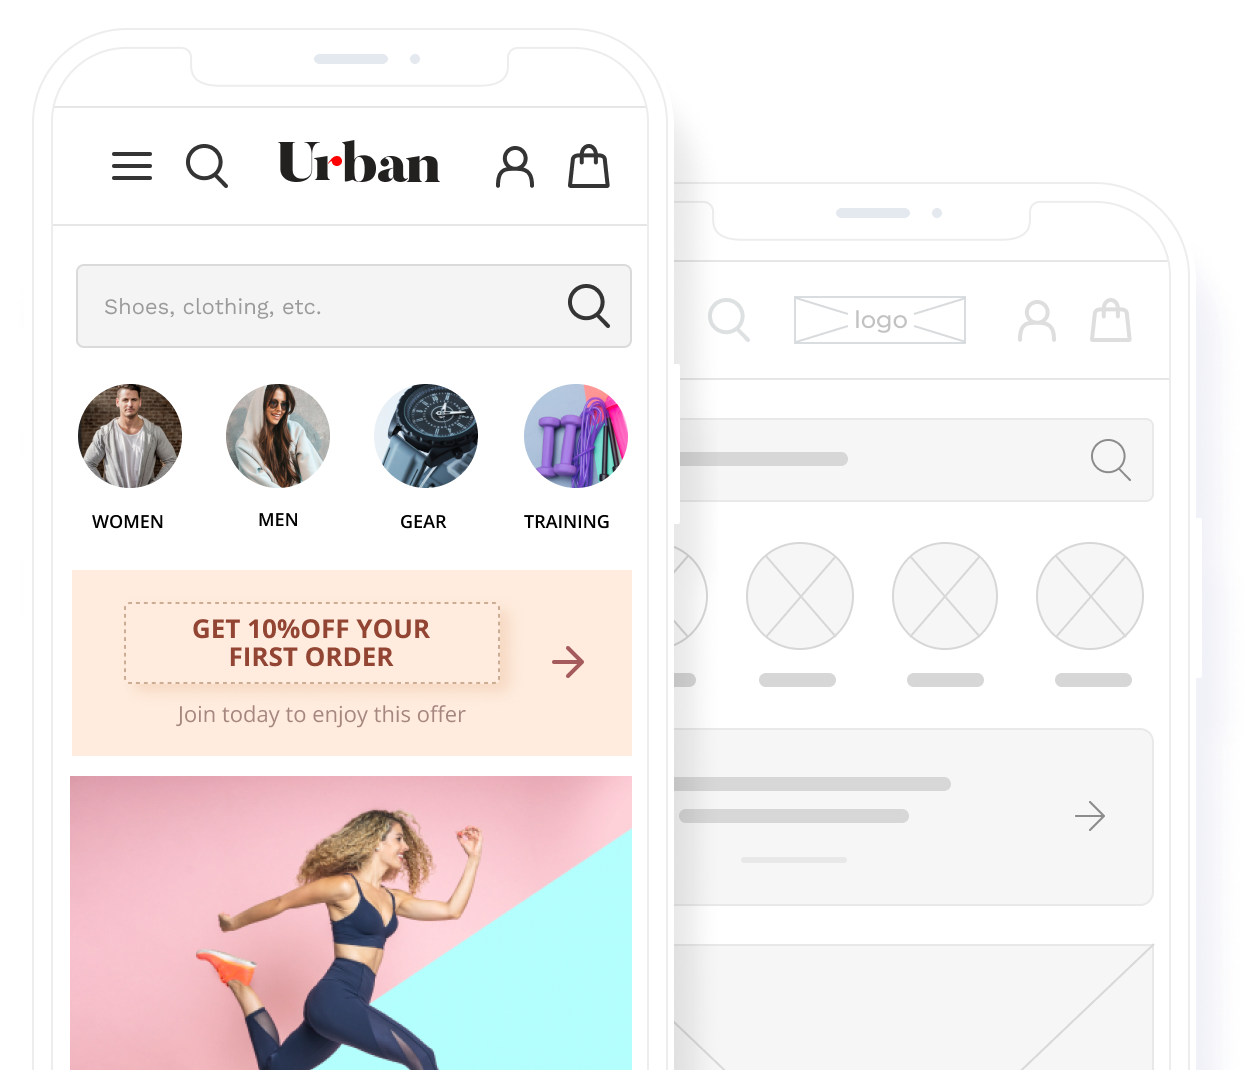 Urban
Shoes, clothing, etc.
WOMEN
MEN
GEAR
TRAINING
GET 10%OFF YOUR
FIRST ORDER
Join today to enjoy this offer
logo